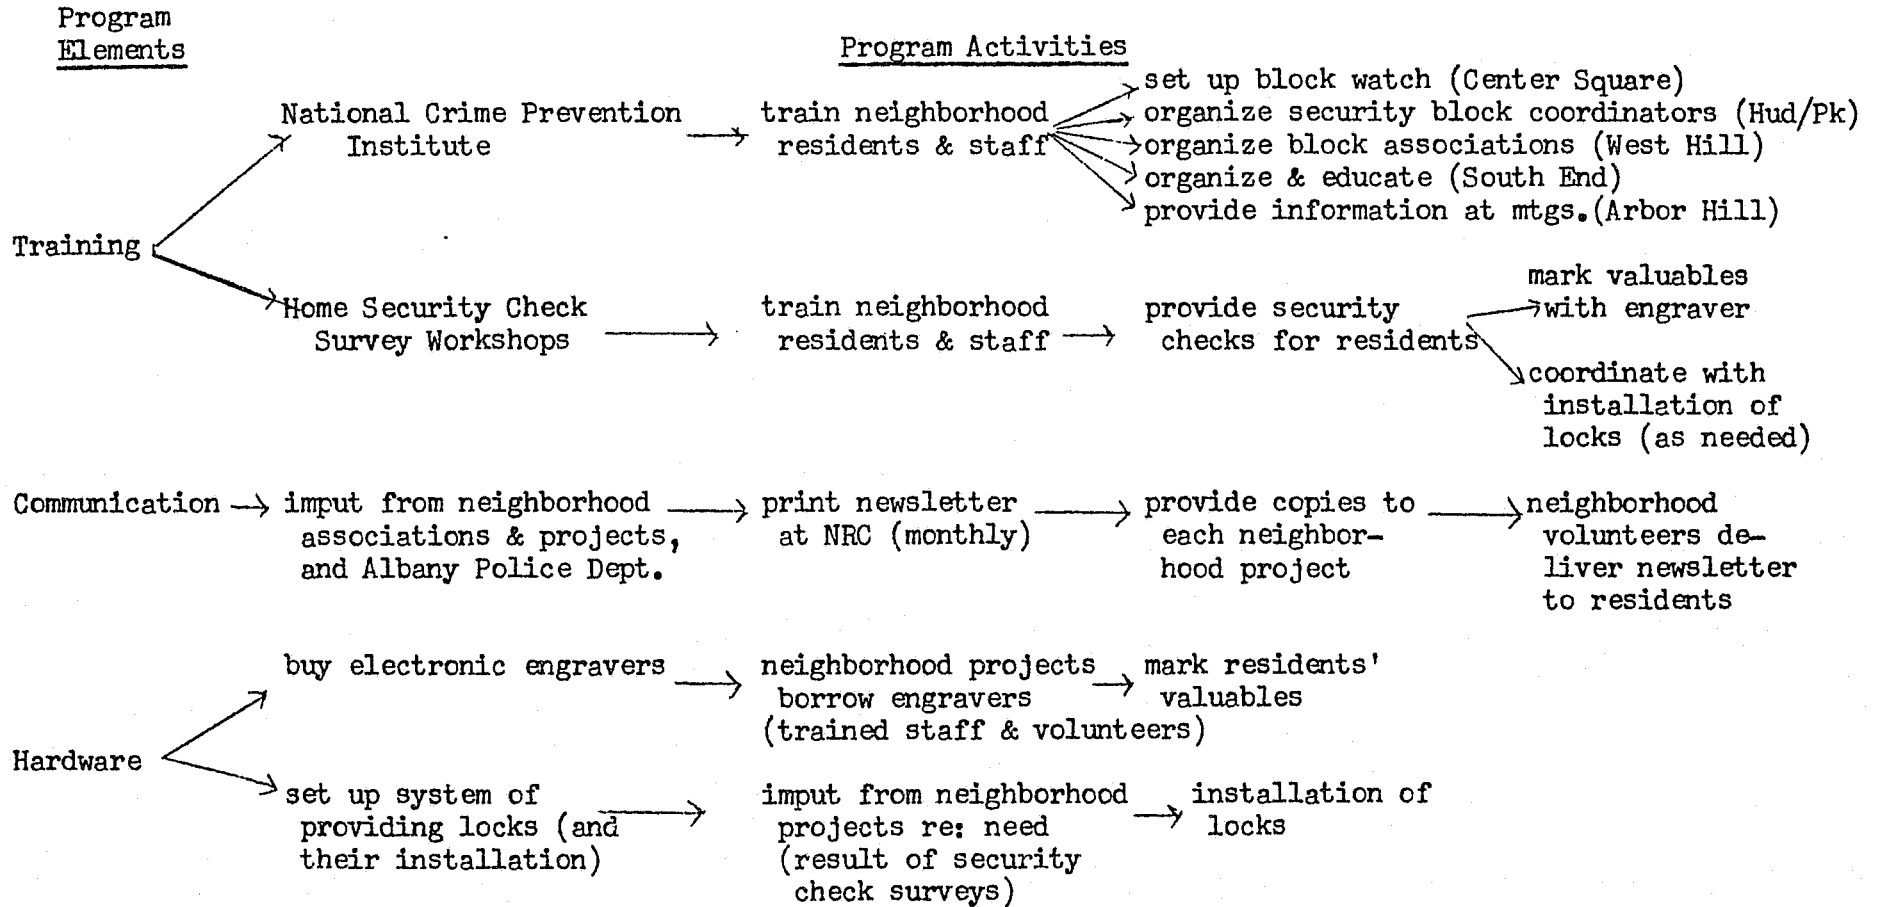 Program
Elements
Program Activities
National Crime Prevention
Institute
train neighborhood
residents & staff
set up block watch (Center Square)
organize security block coordinators (Hud/Pk)
organize block associations (West Hill)
organize & educate (South End)
provide information at mtgs.(Arbor Hill)
Training
Home Security Check
Survey Workshops
train neighborhood
residents & staff
provide security
checks for residents
mark valuables
with engraver
coordinate with
installation of
locks (as needed)
Communication
imput from neighborhood
associations & projects,
and Albany Police Dept.
print newsletter
at NRC (monthly)
provide copies to
each neighbor-
hood project
neighborhood
volunteers de-
liver newsletter
to residents
Hardware
buy electronic engravers
neighborhood projects
borrow engravers
(trained staff & volunteers)
mark residents'
valuables
set up system of
providing locks (and
their installation)
imput from neighborhood
projects re: need
(result of security
check surveys)
installation of
locks